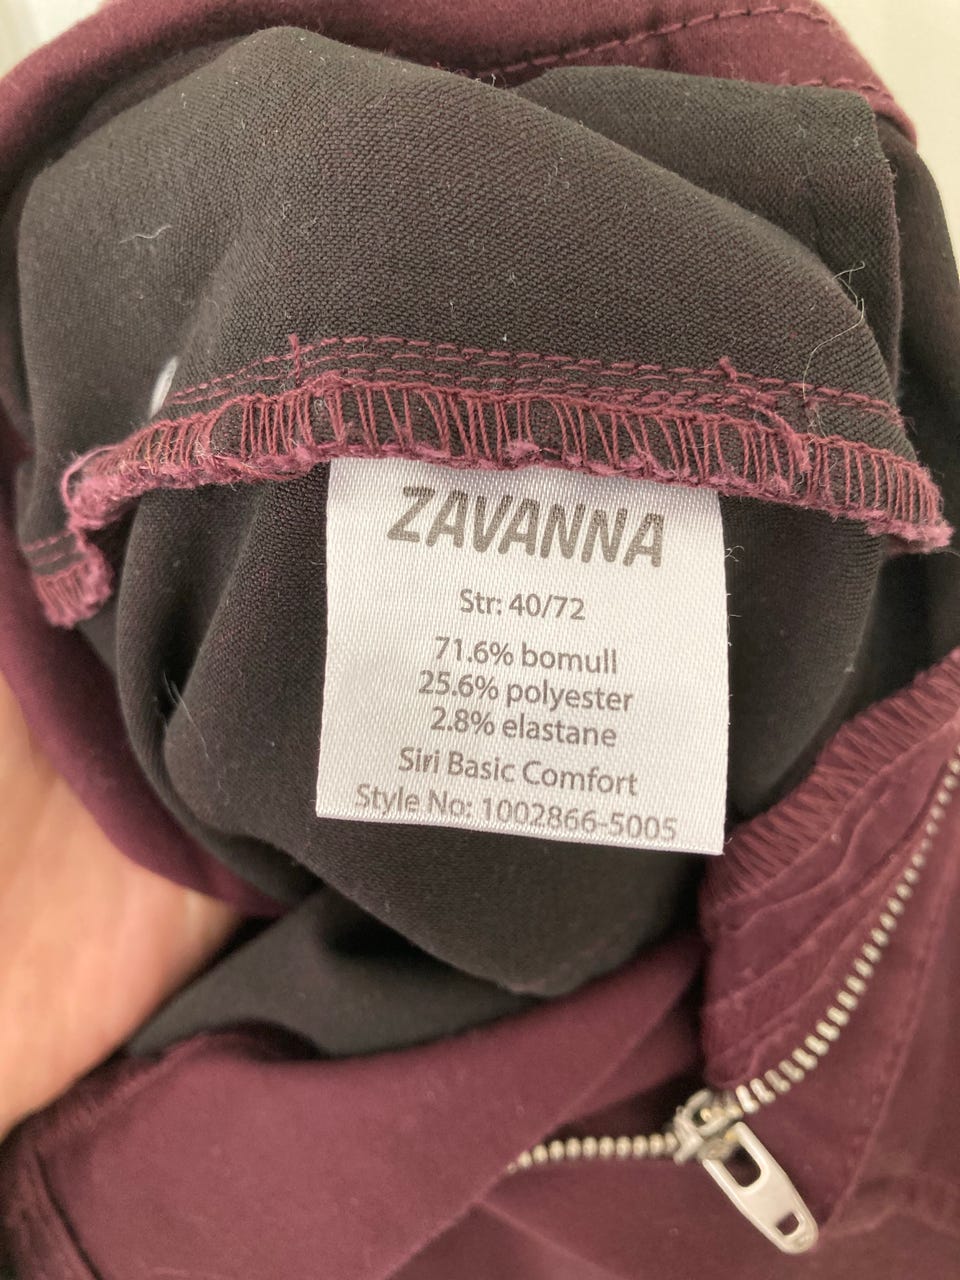 ZAVANNA
Str: 40/72
71.6% bomull
25.6% polyester
2.8% elastane
Siri Basic Comfort
Style No: 1002866-5005